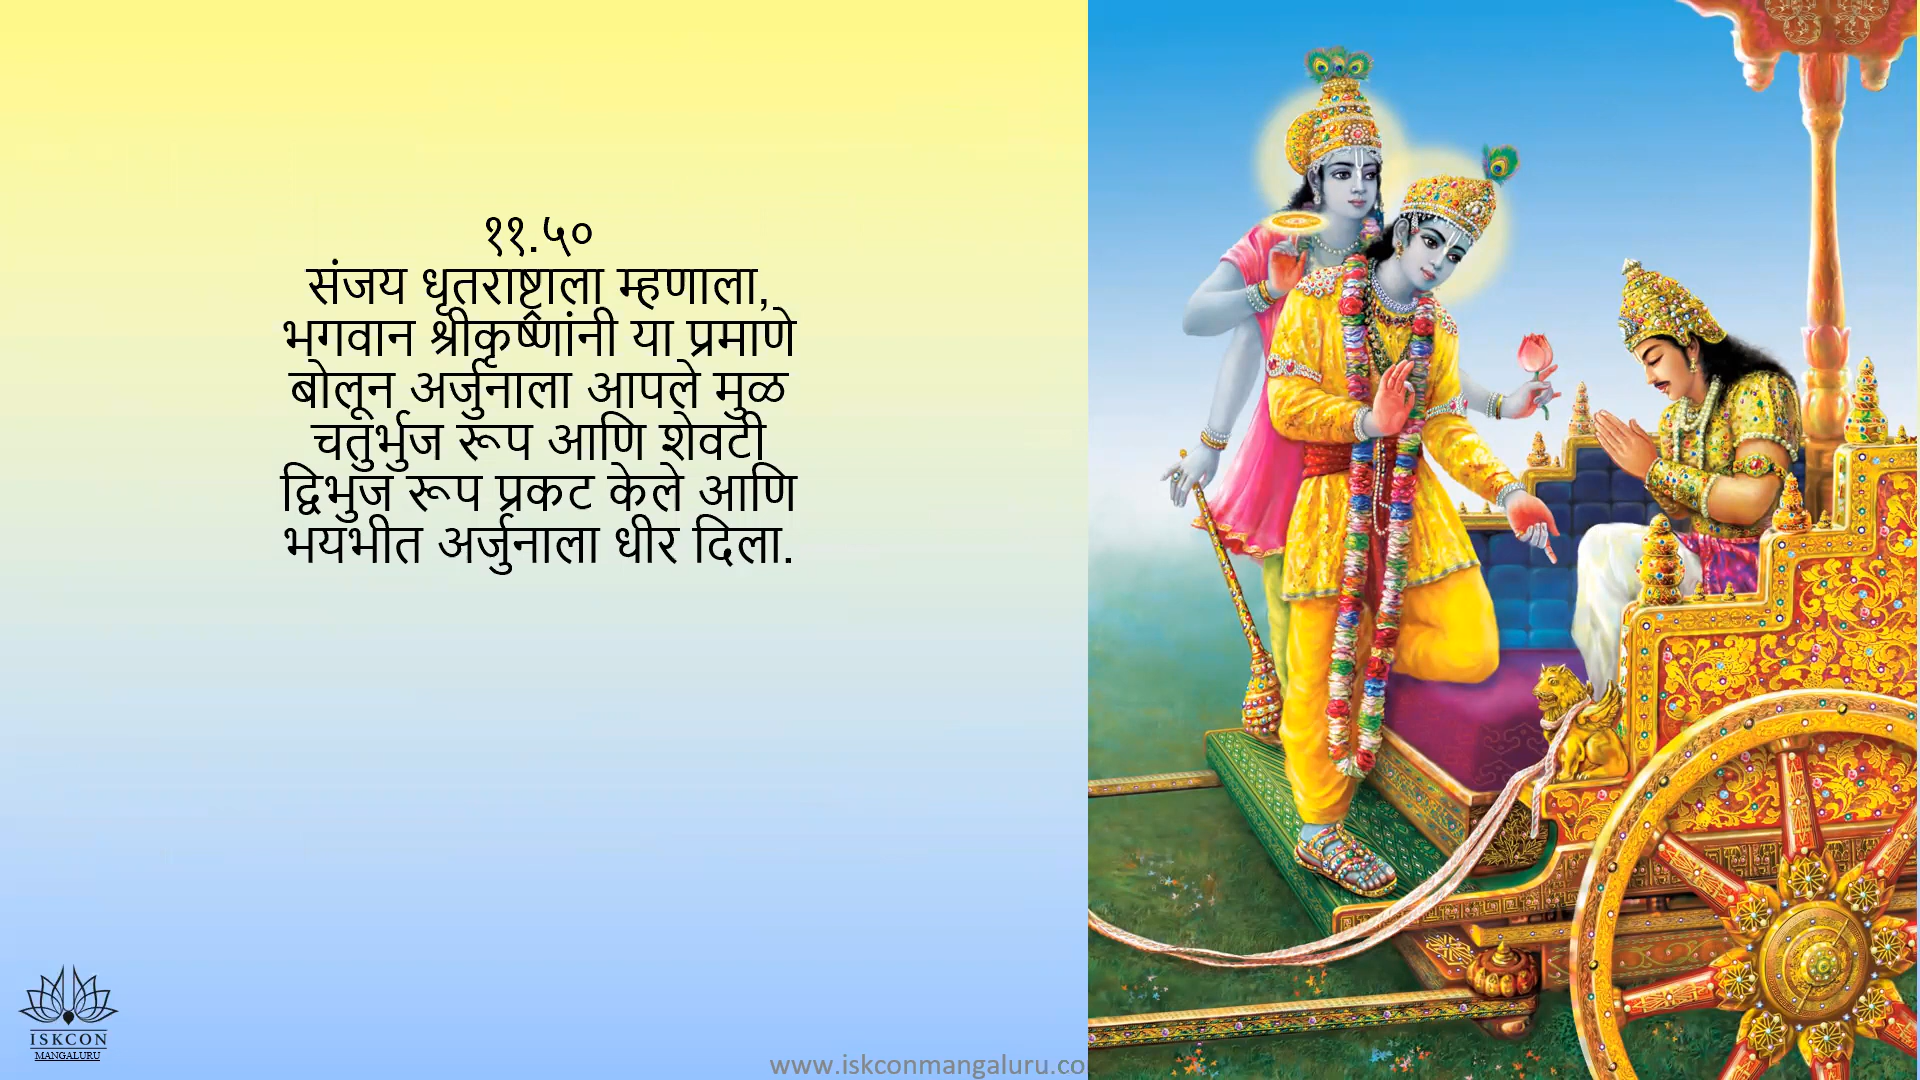 ११.५०
संजय धृतराष्ट्राला म्हणाला,
भगवान श्रीकृष्णांनी या प्रमाणे
बोलून अर्जुनाला आपले मुळ
चतुर्भुज रूप आणि शेवटी
द्विभुज रूप प्रकट केले आणि
भयभीत अर्जुनाला धीर दिला.
ISKCON
MANGALURU
www.iskconmangaluru.co